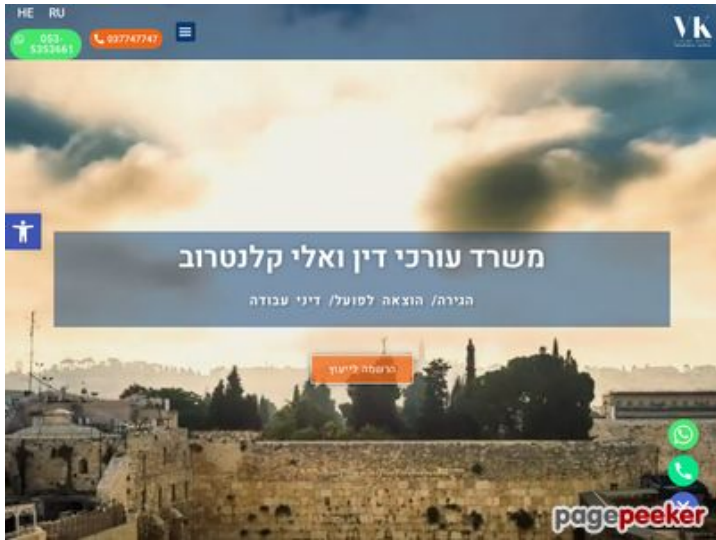 HE RU
053-
5353661
037747747
VK
משרד עורכי דין ואלי קלנטרוב
הגירה/ הוצאה לפועל/ דיני עבודה
הרשמה לייעוץ
pagepeeker